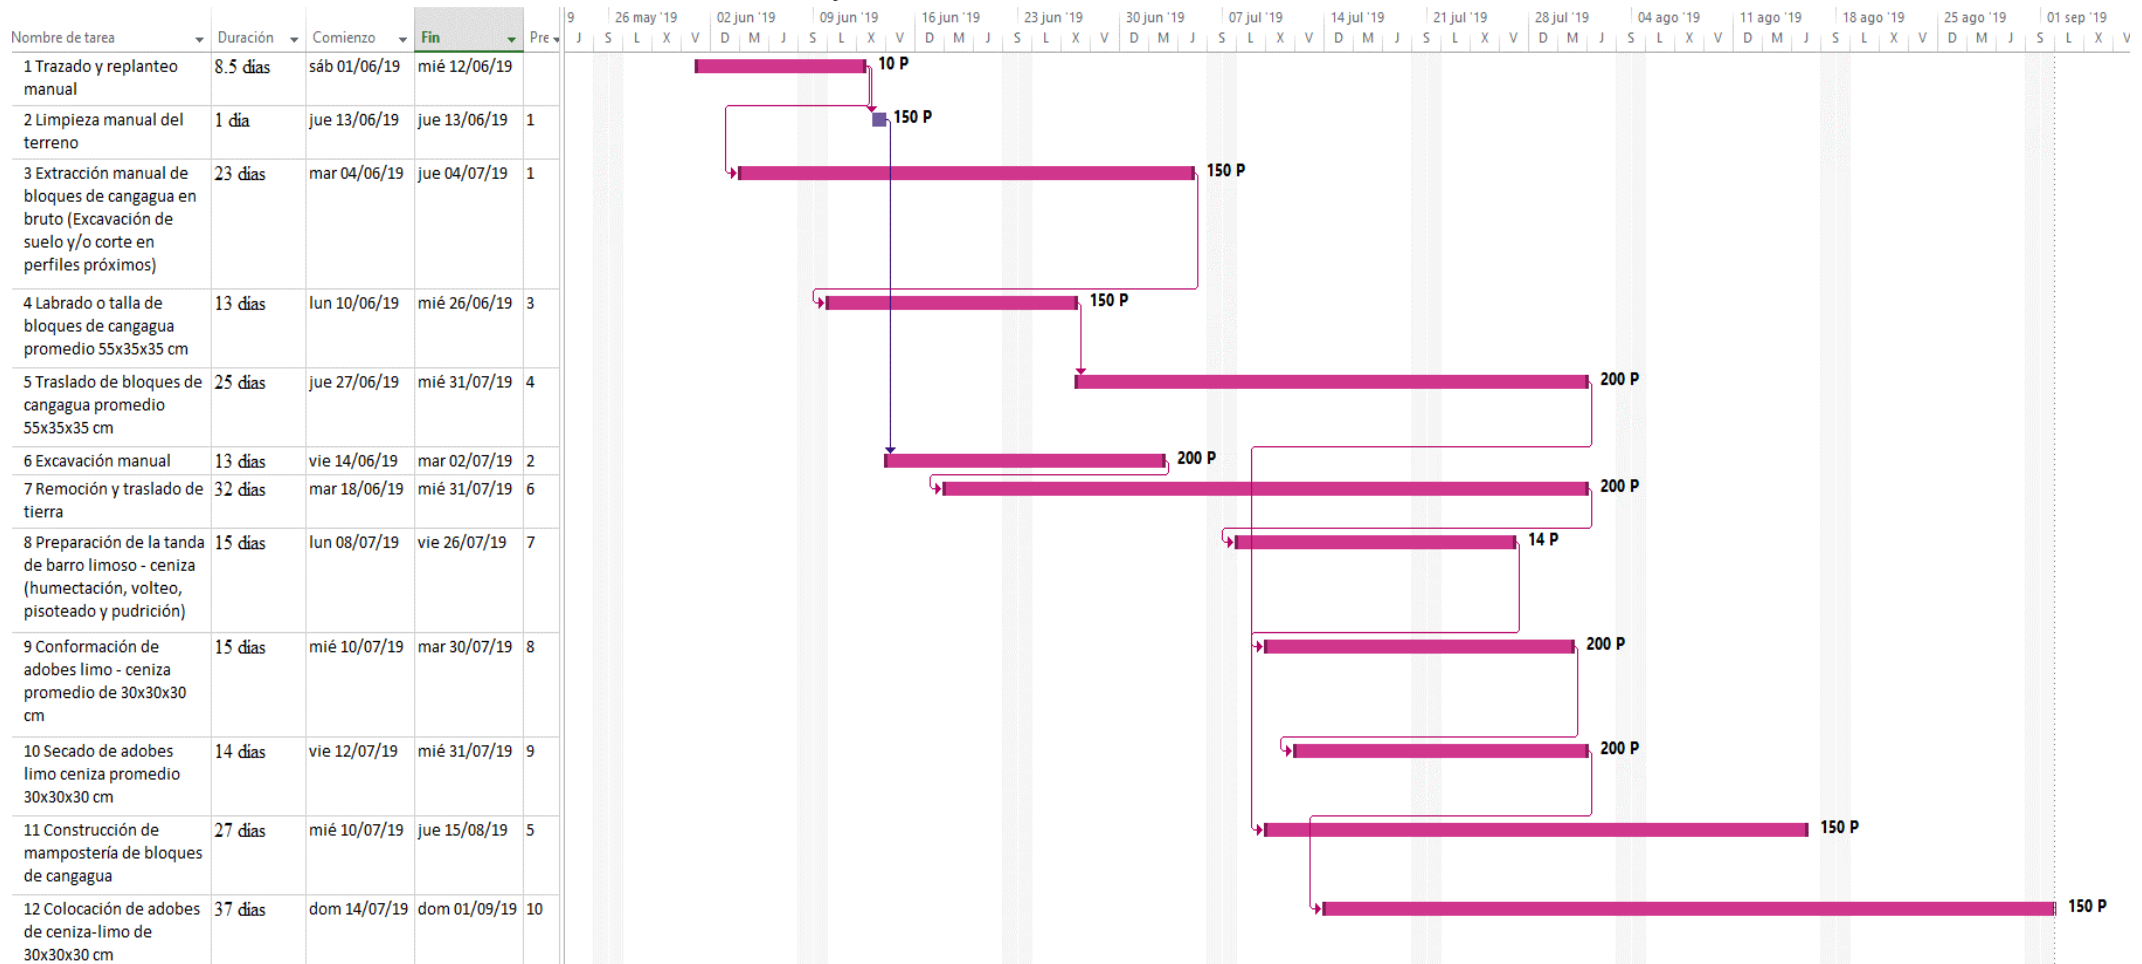 9 26 may '19 02 jun '19 09 jun '19 16 jun '19 23 jun '19 30 jun '19 07 jul '19 14 jul '19 21 jul '19 28 jul '19 04 ago '19 11 ago '19 18 ago '19 25 ago '19 01 sep '19
Nombre de tarea Duración Comienzo Fin Pre J S L X V D M J S L X V D M J S L X V D M J S L X V D M J S L X V D M J S L X V D M J S L X V D M J S L X V
1 Trazado y replanteo 8.5 días sáb 01/06/19 mié 12/06/19 10 P
manual
2 Limpieza manual del 1 día jue 13/06/19 jue 13/06/19 1 150 P
terreno
3 Extracción manual de 23 días mar 04/06/19 jue 04/07/19 1 150 P
bloques de cangagua en
bruto (Excavación de
suelo y/o corte en
perfiles próximos)
4 Labrado o talla de 13 días lun 10/06/19 mié 26/06/19 3 150 P
bloques de cangagua
promedio 55x35x35 cm
5 Traslado de bloques de 25 días jue 27/06/19 mié 31/07/19 4 200 P
cangagua promedio
55x35x35 cm
6 Excavación manual 13 días vie 14/06/19 mar 02/07/19 2 200 P
7 Remoción y traslado de 32 días mar 18/06/19 mié 31/07/19 6 200 P
tierra
8 Preparación de la tanda 15 días lun 08/07/19 vie 26/07/19 7 14 P
de barro limoso - ceniza
(humectación, volteo,
pisoteado y pudrición)
9 Conformación de 15 días mié 10/07/19 mar 30/07/19 8 200 P
adobes limo - ceniza
promedio de 30x30x30
cm
10 Secado de adobes 14 días vie 12/07/19 mié 31/07/19 9 200 P
limo ceniza promedio
30x30x30 cm
11 Construcción de 27 días mié 10/07/19 jue 15/08/19 5 150 P
mampostería de bloques
de cangagua
12 Colocación de adobes 37 días dom 14/07/19 dom 01/09/19 10 150 P
de ceniza-limo de
30x30x30 cm